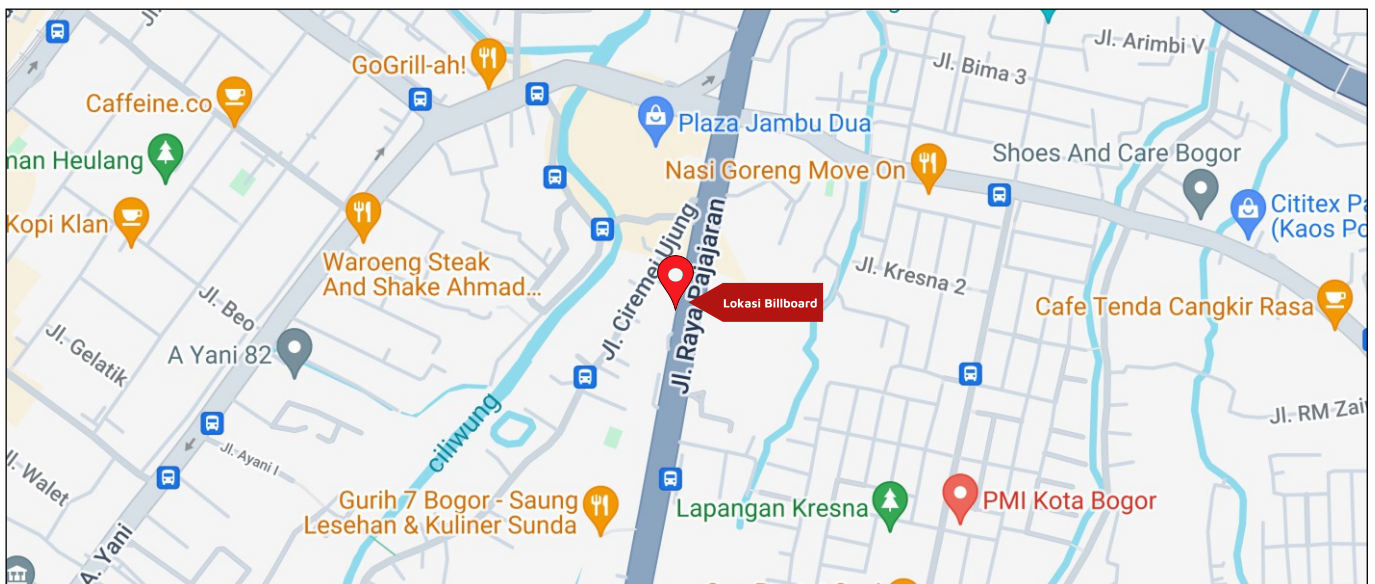 Jl. Arimbi V
GoGrill-ah!
Jl. Bima 3
Caffeine.co
Plaza Jambu Dua
man Heulang
Nasi Goreng Move On
Shoes And Care Bogor
Kopi Klan
Cititex Pa
(Kaos Po
Waroeng Steak
And Shake Ahmad...
Jl. Ciremei Ujung
Jl. Raya Pajajaran
Jl. Kresna 2
Lokasi Billboard
Cafe Tenda Cangkir Rasa
Jl. Beo
Jl. Gelatik
A Yani 82
ciliwung
Jl. RM Zai
Jl. Ayani I
Jl. Walet
Gurih 7 Bogor - Saung
Lesehan & Kuliner Sunda
Lapangan Kresna
PMI Kota Bogor
A. Yani